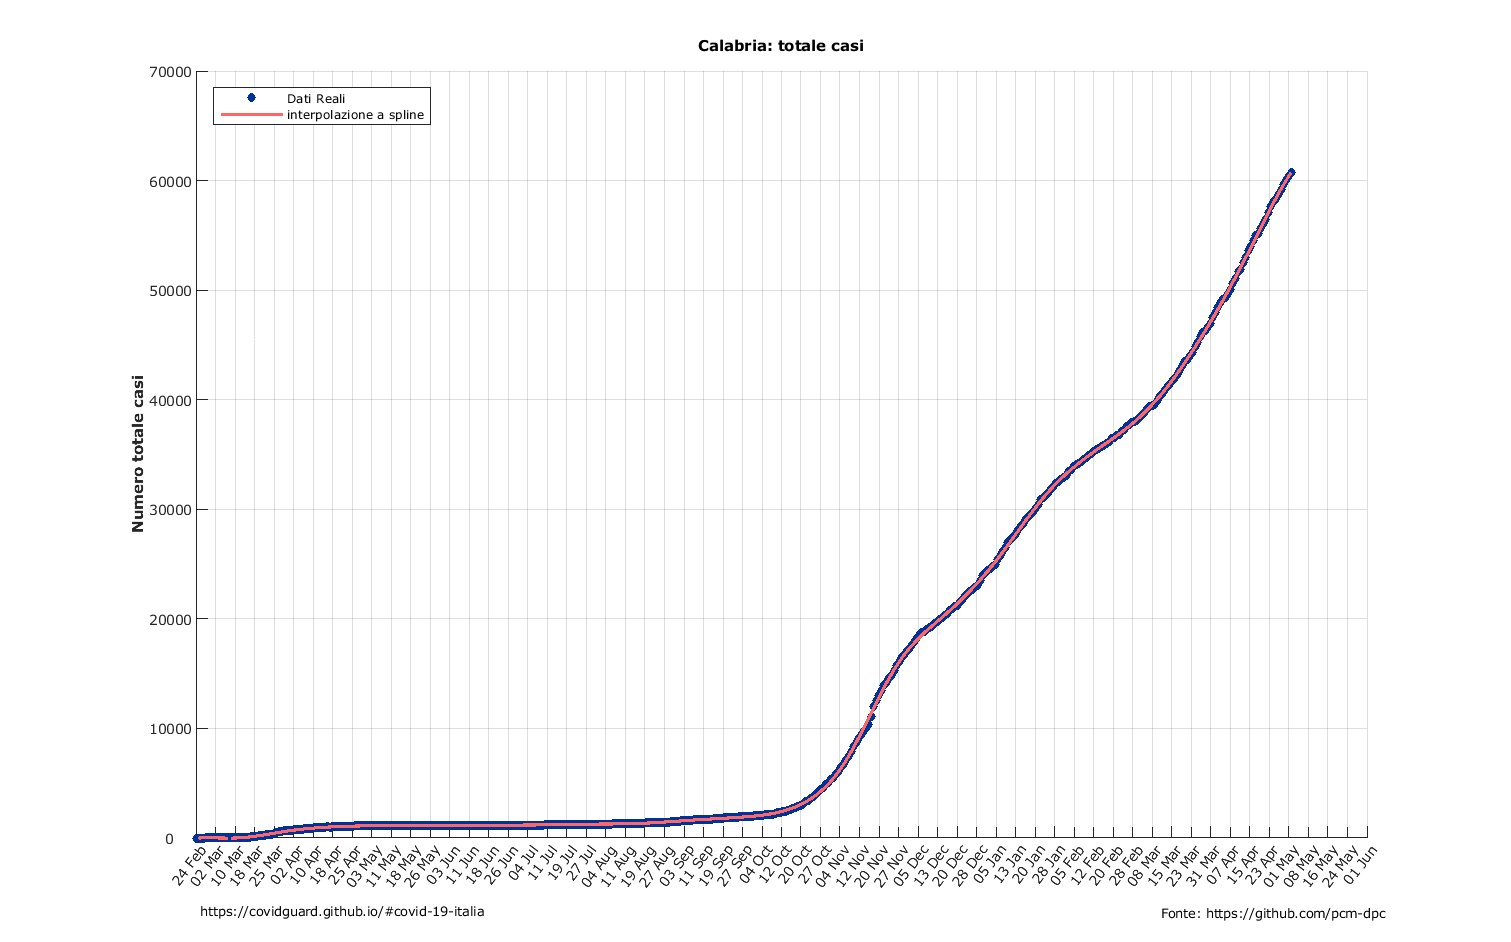 Calabria: totale casi
Dati Reali
interpolazione a spline
Numero totale casi
70000
60000
50000
40000
30000
20000
10000
0
24 Feb
02 Mar
10 Mar
18 Mar
25 Mar
02 Apr
10 Apr
18 Apr
25 Apr
03 May
11 May
18 May
26 May
03 Jun
11 Jun
18 Jun
26 Jun
04 Jul
11 Jul
19 Jul
27 Aug
04 Aug
11 Aug
19 Aug
27 Aug
03 Sep
11 Sep
19 Sep
27 Sep
04 Oct
12 Oct
20 Oct
27 Oct
04 Nov
12 Nov
20 Nov
27 Nov
05 Dec
13 Dec
20 Dec
28 Dec
05 Jan
13 Jan
20 Jan
28 Jan
05 Feb
12 Feb
20 Feb
28 Feb
08 Mar
15 Mar
23 Mar
31 Mar
07 Apr
15 Apr
23 Apr
01 May
08 May
16 May
24 May
01 Jun
https://covidguard.github.io/#covid-19-italia
Fonte: https://github.com/pcm-dpc